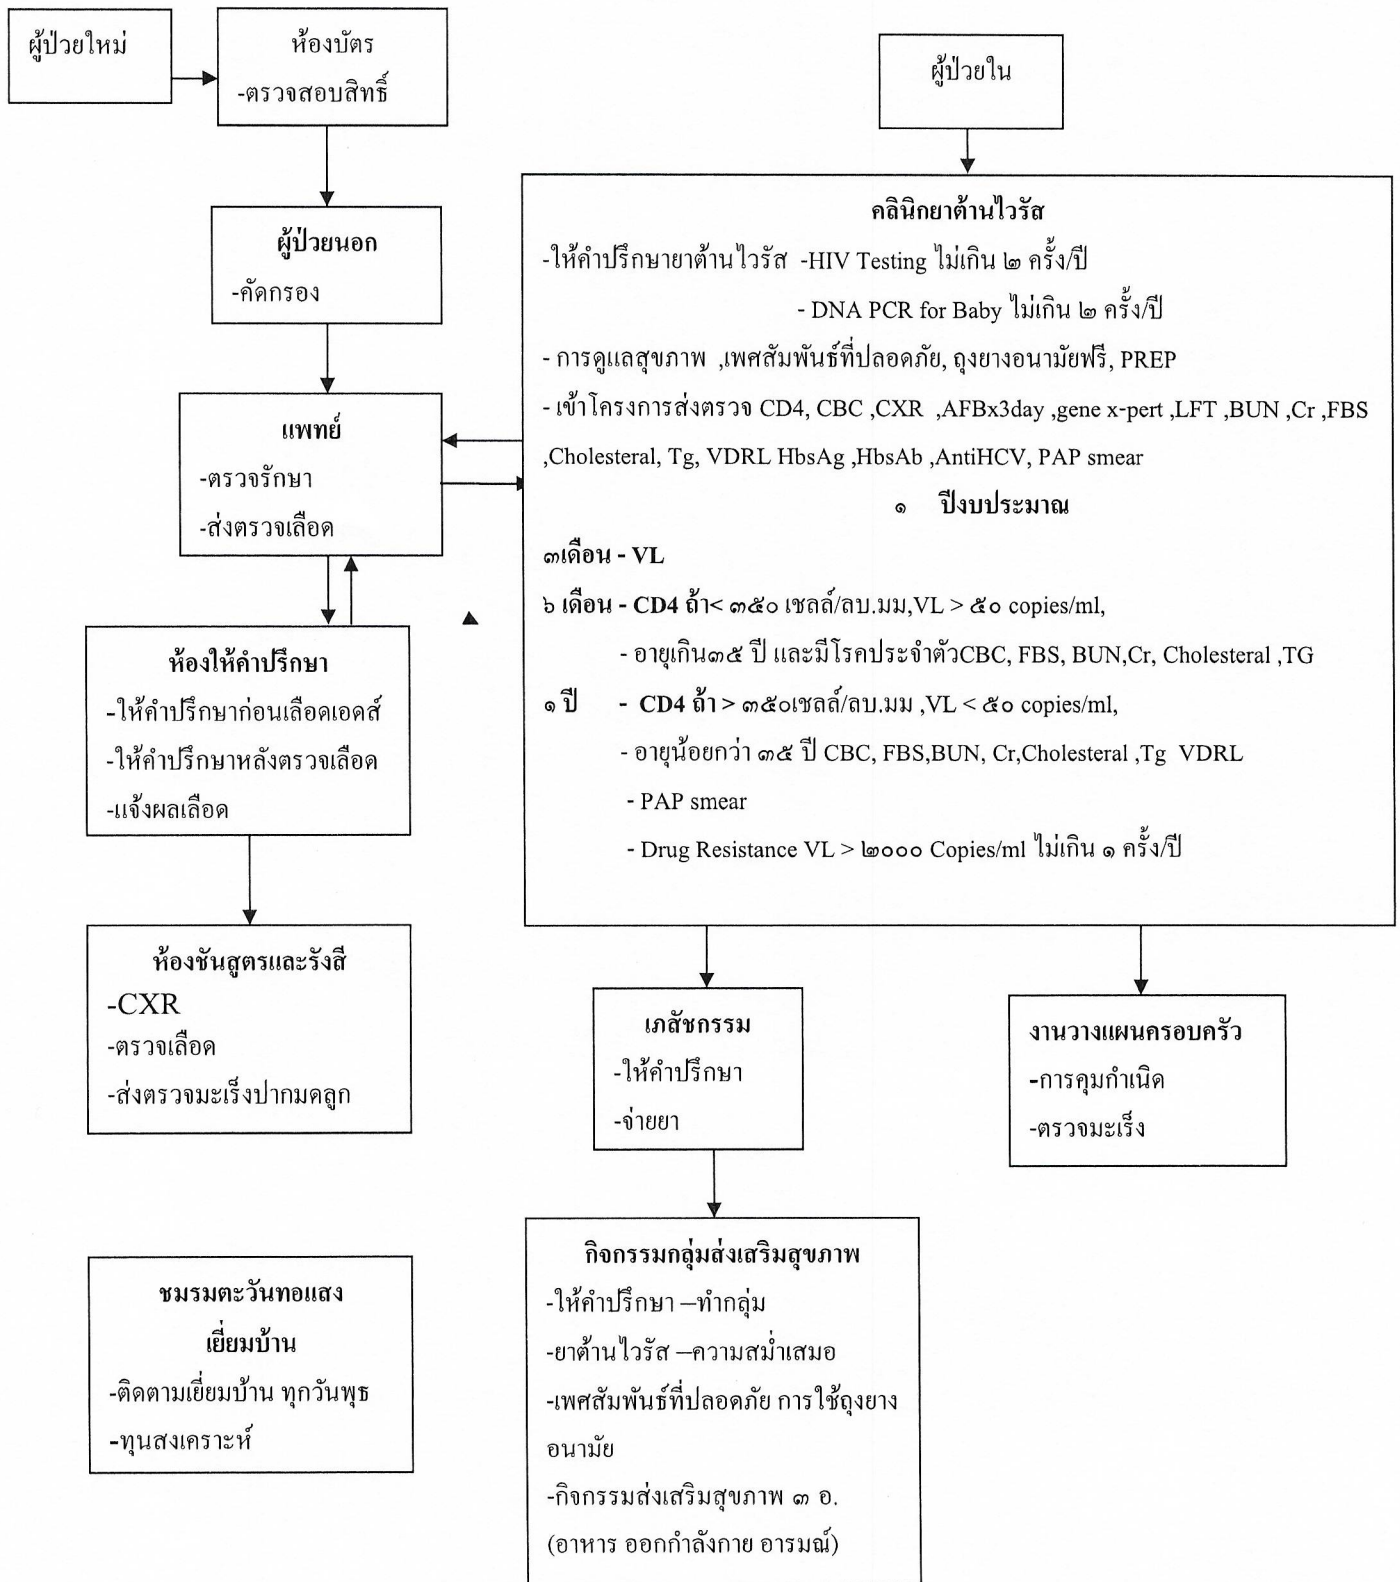 ผู้ป่วยใหม่
ห้องบัตร
-ตรวจสอบสิทธิ์
ผู้ป่วยใน
ผู้ป่วยนอก
-คัดกรอง
แพทย์
-ตรวจรักษา
-ส่งตรวจเลือด
คลินิกยาต้านไวรัส
-ให้คำปรึกษายาต้านไวรัส -HIV Testing ไม่เกิน ๒ ครั้ง/ปี
- DNA PCR for Baby ไม่เกิน ๒ ครั้ง/ปี
- การดูแลสุขภาพ ,เพศสัมพันธ์ที่ปลอดภัย, ถุงยางอนามัยฟรี, PREP
- เข้าโครงการส่งตรวจ CD4, CBC ,CXR ,AFBx3day ,gene x-pert ,LFT ,BUN ,Cr ,FBS
,Cholesteral, Tg, VDRL HbsAg ,HbsAb ,AntiHCV, PAP smear
๑ ปีงบประมาณ
๓เดือน - VL
๖ เดือน - CD4 ถ้า< ๓๕๐ เซลล์/ลบ.มม,VL > ๕๐ copies/ml,
- อายุเกิน๓๕ ปี และมีโรคประจำตัวCBC, FBS, BUN,Cr, Cholesteral ,TG
๑ ปี - CD4 ถ้า > ๓๕๐เซลล์/ลบ.มม ,VL < ๕๐ copies/ml,
- อายุน้อยกว่า ๓๕ ปี CBC, FBS,BUN, Cr,Cholesteral ,Tg VDRL
- PAP smear
- Drug Resistance VL > ๒๐๐๐ Copies/ml ไม่เกิน ๑ ครั้ง/ปี
ห้องให้คำปรึกษา
-ให้คำปรึกษาก่อนเลือดเอดส์
-ให้คำปรึกษาหลังตรวจเลือด
-แจ้งผลเลือด
ห้องชันสูตรและรังสี
-CXR
-ตรวจเลือด
-ส่งตรวจมะเร็งปากมดลูก
เภสัชกรรม
-ให้คำปรึกษา
-จ่ายยา
งานวางแผนครอบครัว
-การคุมกำเนิด
-ตรวจมะเร็ง
ชมรมตะวันทอแสง
เยี่ยมบ้าน
-ติดตามเยี่ยมบ้าน ทุกวันพุธ
-ทุนสงเคราะห์
กิจกรรมกลุ่มส่งเสริมสุขภาพ
-ให้คำปรึกษา –ทำกลุ่ม
-ยาต้านไวรัส –ความสม่ำเสมอ
-เพศสัมพันธ์ที่ปลอดภัย การใช้ถุงยาง
อนามัย
-กิจกรรมส่งเสริมสุขภาพ ๓ อ.
(อาหาร ออกกำลังกาย อารมณ์)